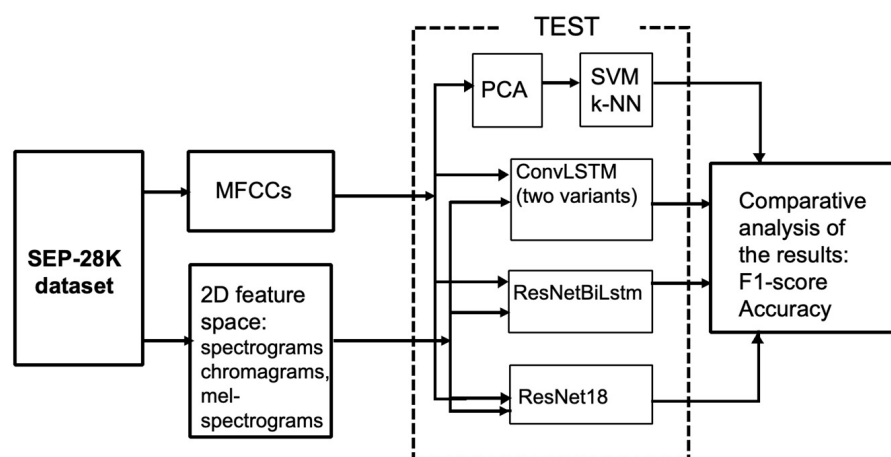 TEST
PCA
SVM
k-NN
MFCCs
ConvLSTM
(two variants)
SEP-28K
dataset
Comparative
analysis of
the results:
F1-score
Accuracy
2D feature
space:
spectrograms
chromagrams,
mel-
spectrograms
ResNetBiLstm
ResNet18